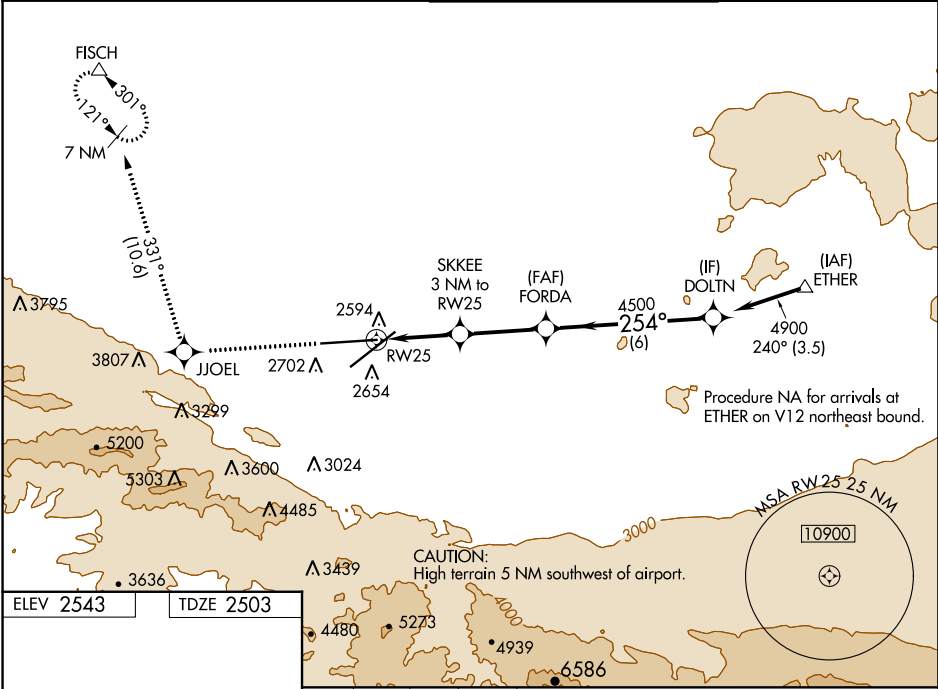 FISCH
301°
121°
7 NM
331°
(10.6)
SKKEE
3 NM to
RW25
(FAF)
FORDA
(IF)
DOLTN
(IAF)
ETHER
4500
254°
(6)
4900
240° (3.5)
3795
2594
RW25
3807
JJOEL
2702
2654
3299
Procedure NA for arrivals at
ETHER on V12 northeast bound.
5200
5303
3600
3024
4485
MSA RW25 25 NM
10900
3000
CAUTION:
High terrain 5 NM southwest of airport.
3439
3636
4000
ELEV 2543
TDZE 2503
4480
5273
4939
6586